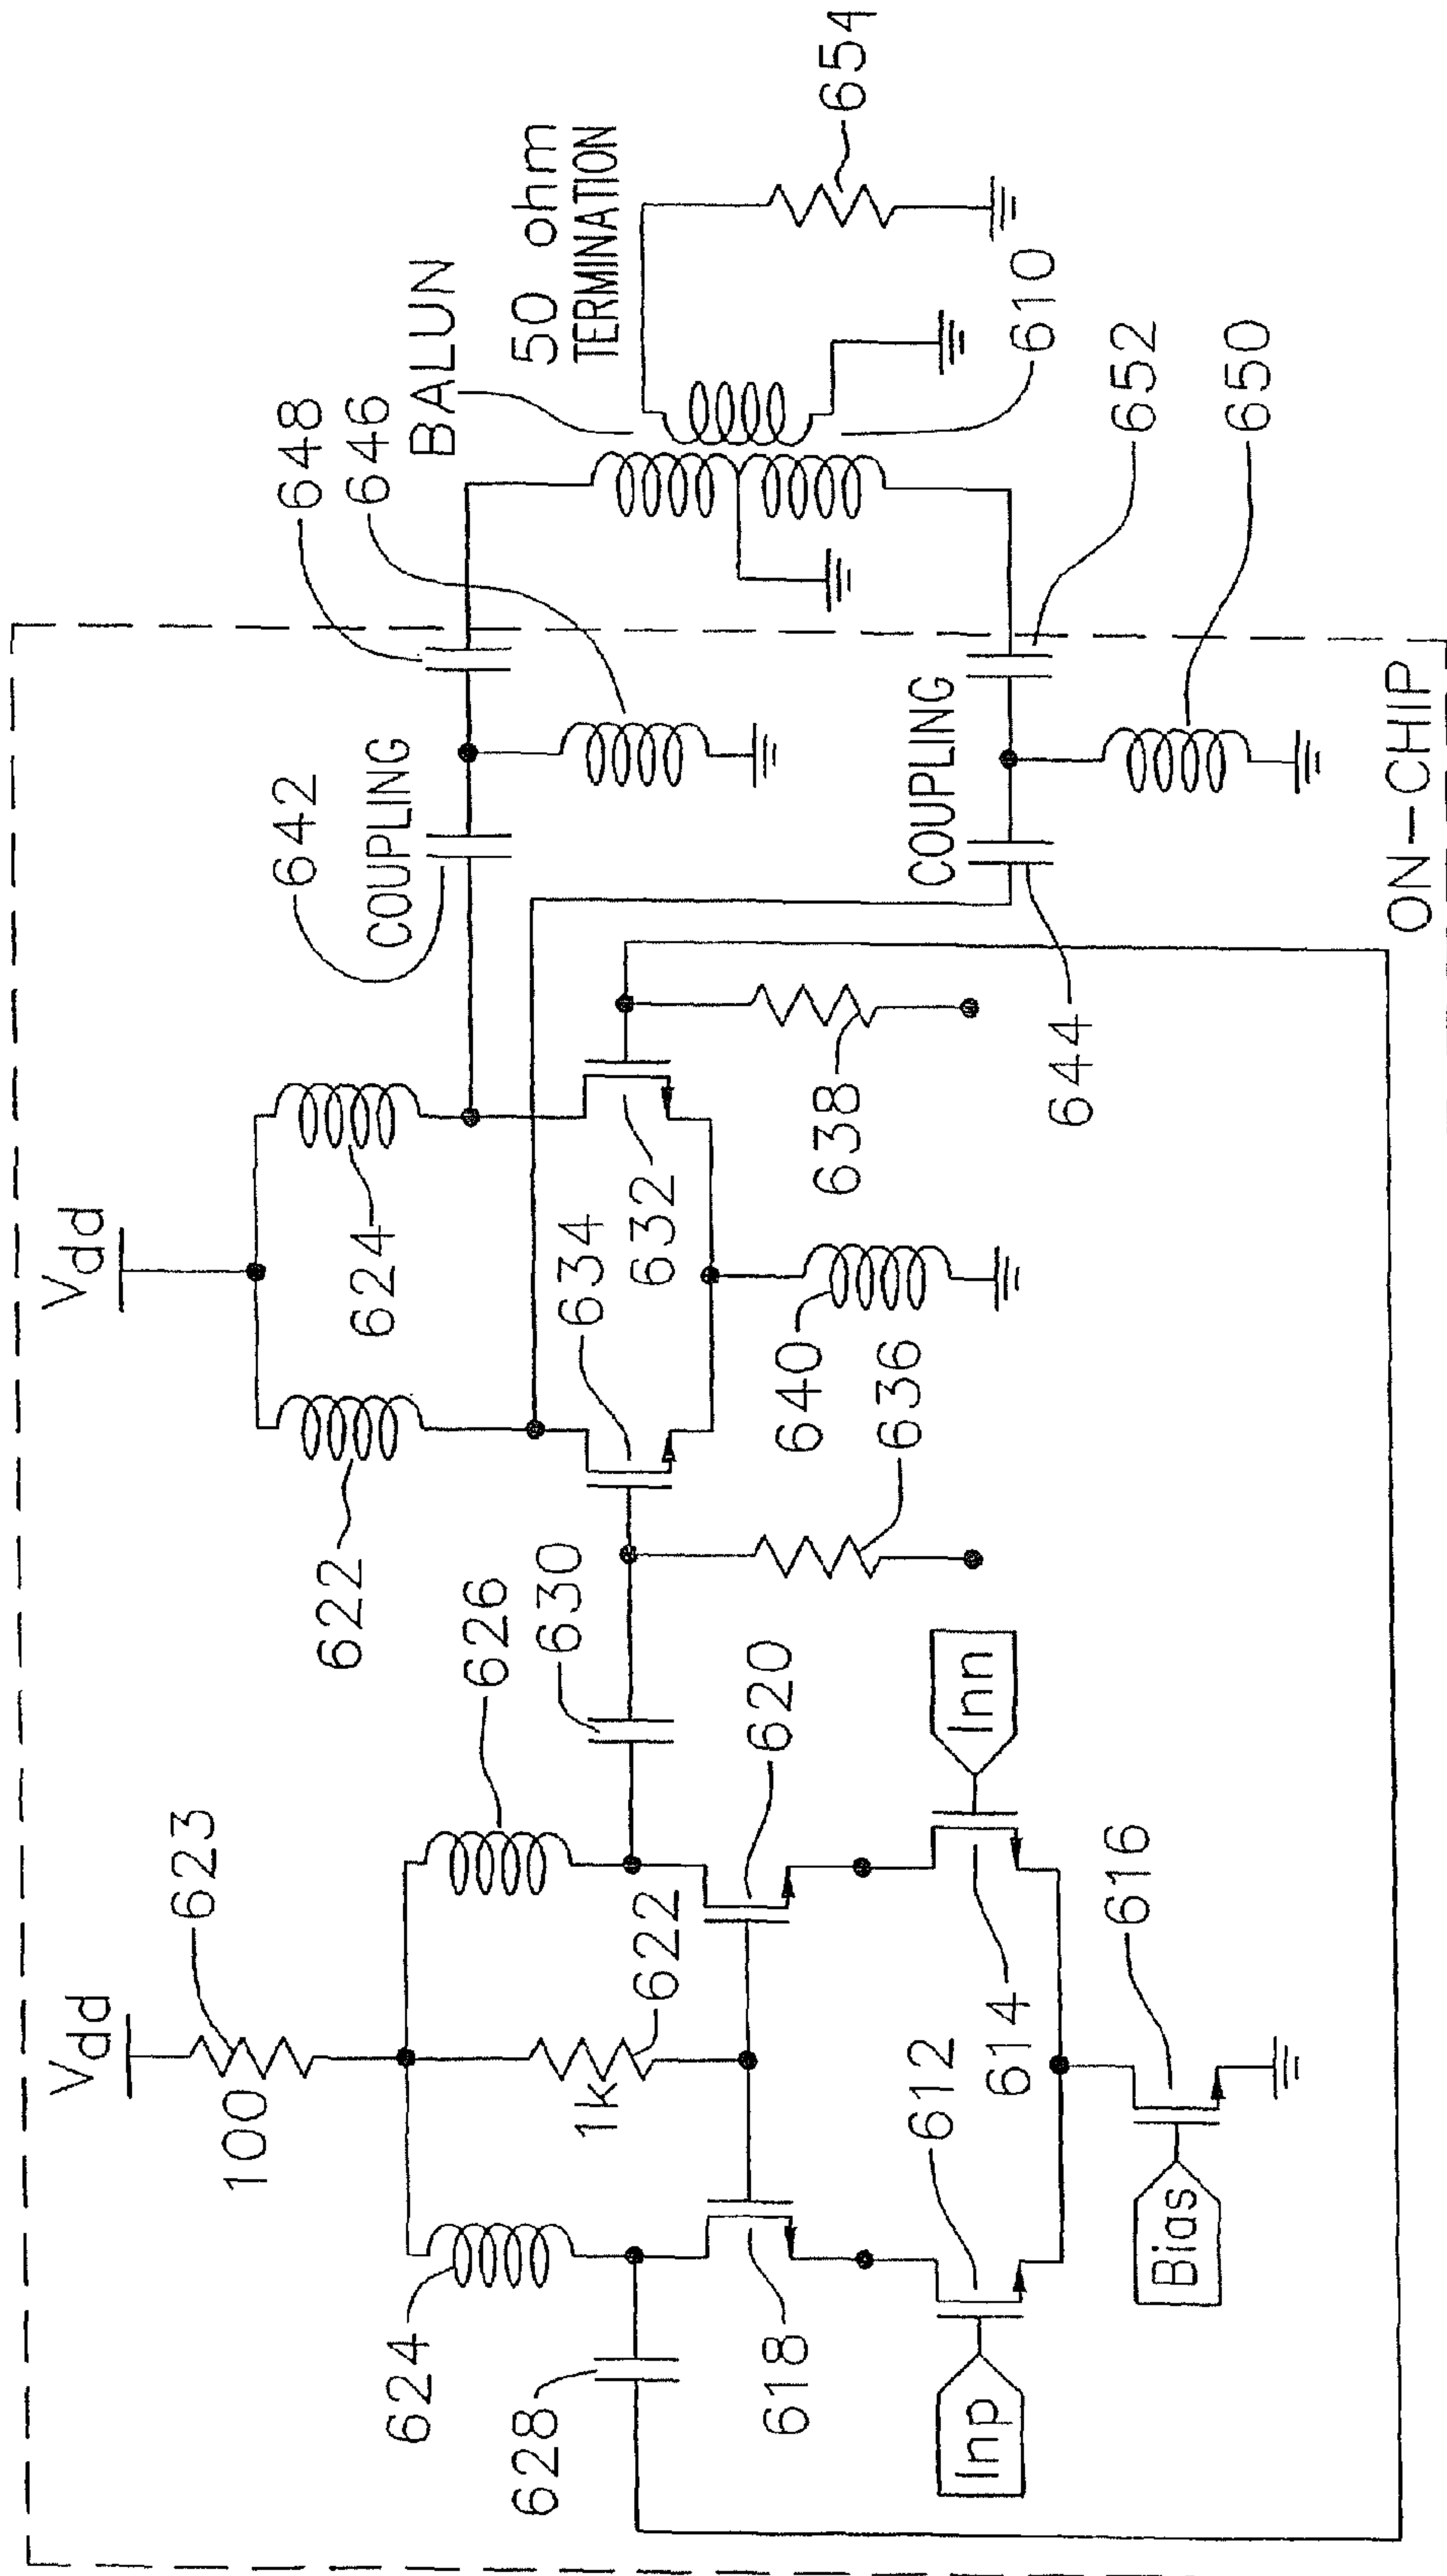 Vdd
100
623
624
626
1k
622
628
630
618
620
Inp
612
614
Inn
Bias
616
Vdd
622
624
634
632
640
636
638
642
COUPLING
648
646
BALUN
50 ohm
TERMINATION
654
610
COUPLING
644
652
650
ON-CHIP